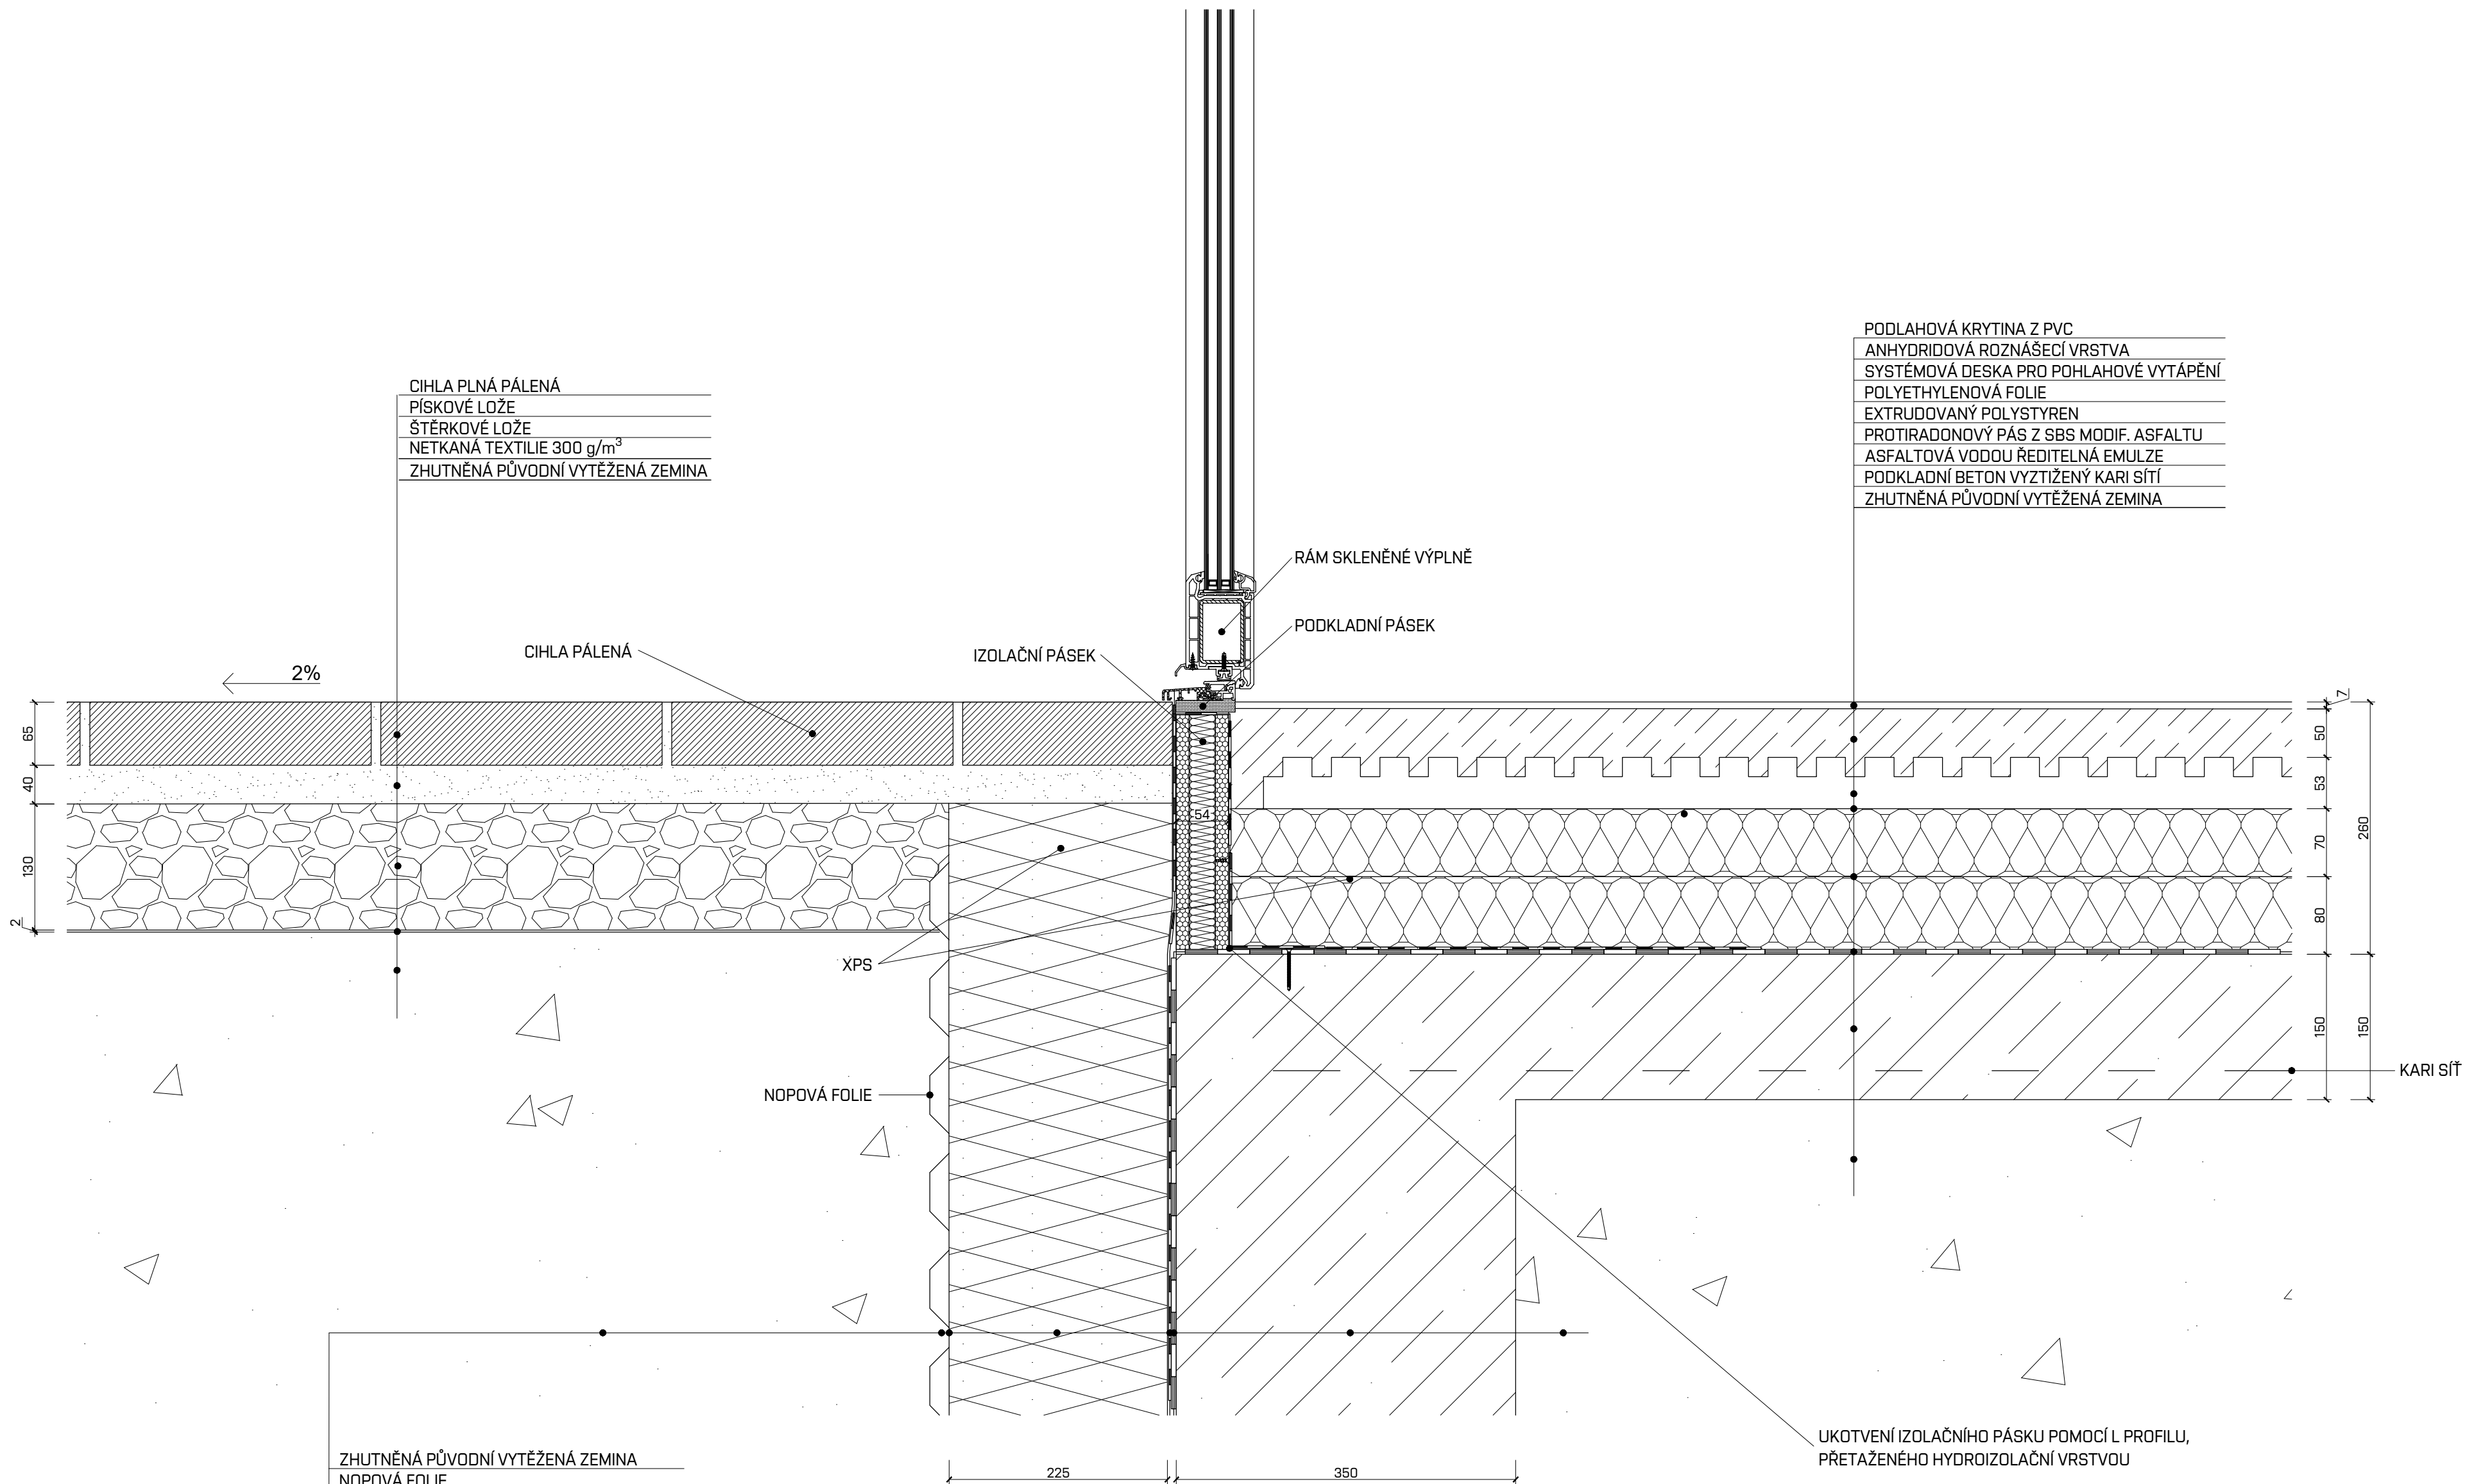 PODLAHOVÁ KRYTINA Z PVC
ANHYDRIDOVÁ ROZNÁŠECÍ VRSTVA
SYSTÉMOVÁ DESKA PRO POHLAHOVÉ VYTÁPĚNÍ
POLYETHYLENOVÁ FOLIE
EXTRUDOVANÝ POLYSTYREN
PROTIRADONOVÝ PÁS Z SBS MODIF. ASFALTU
ASFALTOVÁ VODOU ŘEDITELNÁ EMULZE
PODKLADNÍ BETON VYZTIŽENÝ KARI SÍTÍ
ZHUTNĚNÁ PŮVODNÍ VYTĚŽENÁ ZEMINA
CIHLA PLNÁ PÁLENÁ
PÍSKOVÉ LOŽE
ŠTĚRKOVÉ LOŽE
NETKANÁ TEXTILIE 300 g/m³
ZHUTNĚNÁ PŮVODNÍ VYTĚŽENÁ ZEMINA
RÁM SKLENĚNÉ VÝPLNĚ
PODKLADNÍ PÁSEK
CIHLA PÁLENÁ
IZOLAČNÍ PÁSEK
2%
7
65
50
40
53
54
130
70
260
2
80
XPS
150
150
KARI SÍŤ
NOPOVÁ FOLIE
UKOTVENÍ IZOLAČNÍHO PÁSKU POMOCÍ L PROFILU,
PŘETAŽENÉHO HYDROIZOLAČNÍ VRSTVOU
ZHUTNĚNÁ PŮVODNÍ VYTĚŽENÁ ZEMINA
NOPOVÁ FOLIE
225
350